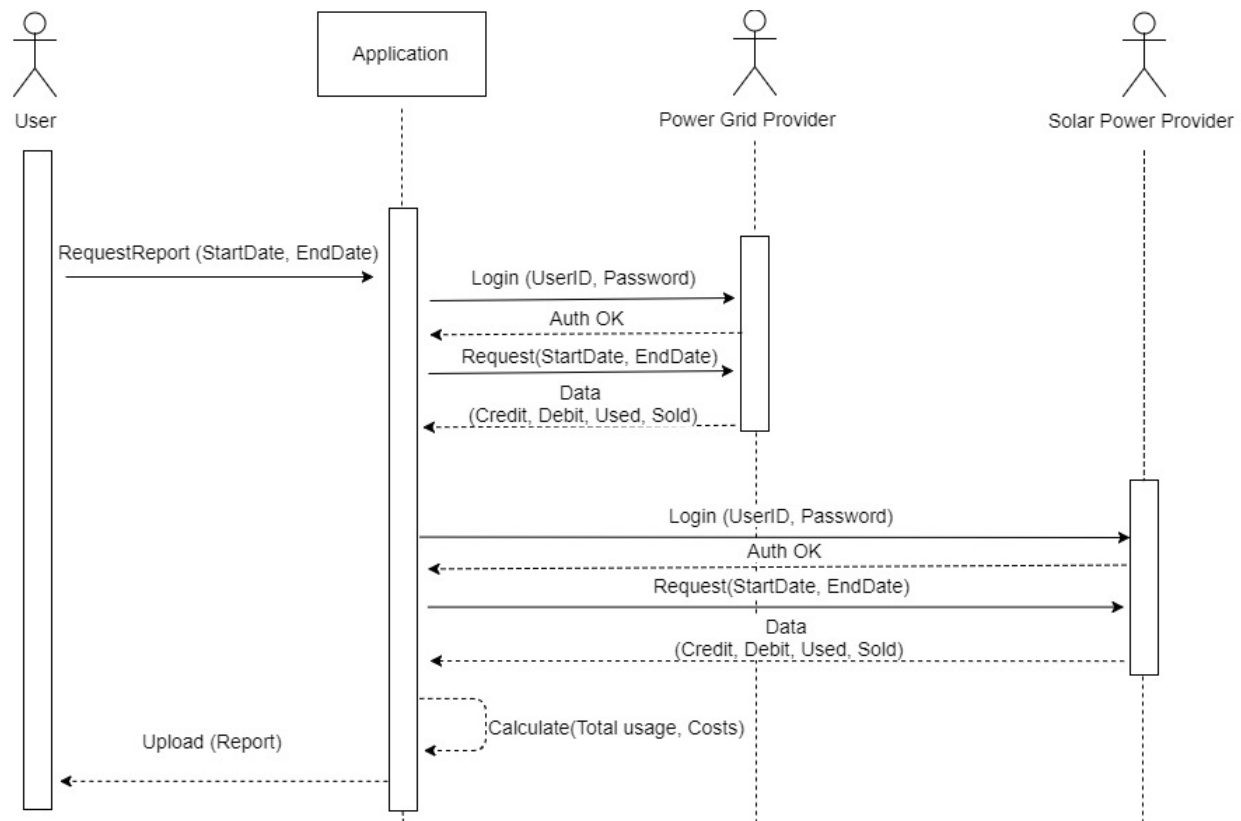 Application
User
Power Grid Provider
Solar Power Provider
RequestReport (StartDate, EndDate)
Login (UserID, Password)
Auth OK
Request(StartDate, EndDate)
Data
(Credit, Debit, Used, Sold)
Login (UserID, Password)
Auth OK
Request(StartDate, EndDate)
Data
(Credit, Debit, Used, Sold)
Calculate(Total usage, Costs)
Upload (Report)